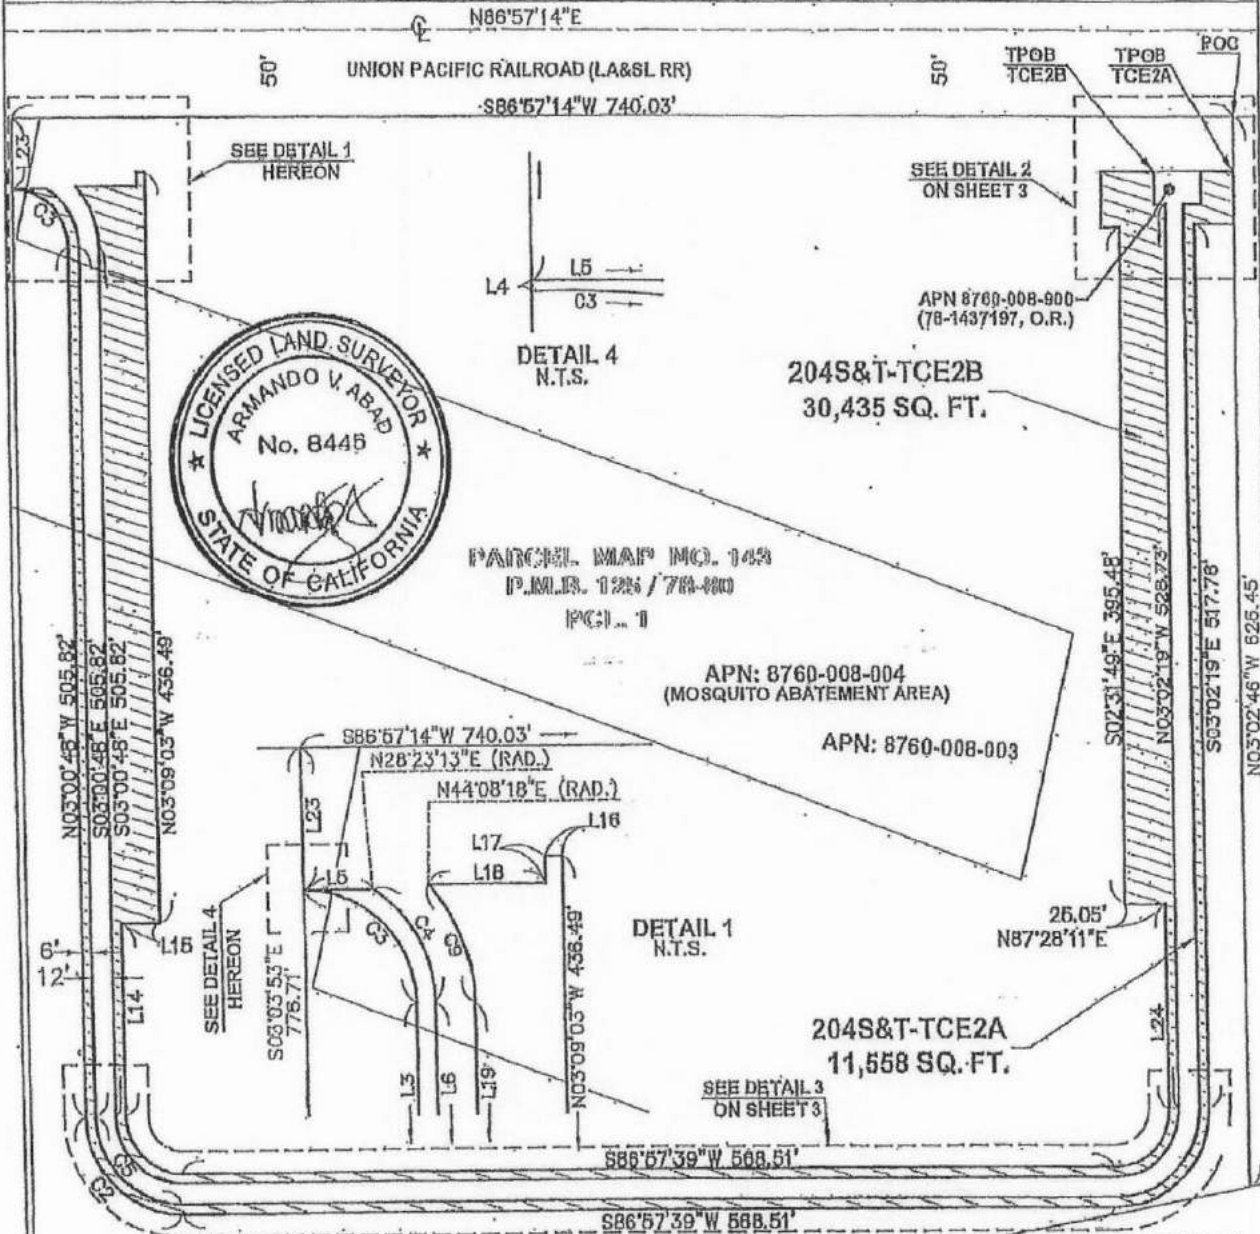 N86°57'14"E
℄
50'
UNION PACIFIC RAILROAD (LA&SL RR)
50'
TPOB
TCE2B
TPOB
TCE2A
POC
S86°57'14"W 740.03'
SEE DETAIL 1
HEREON
SEE DETAIL 2
ON SHEET 3
L23
C3
L4
L5
C3
DETAIL 4
N.T.S.
APN 8760-008-900
(78-1437197, O.R.)
204S&T-TCE2B
30,435 SQ. FT.
LICENSED LAND SURVEYOR
ARMANDO V. ABAD
No. 8445
STATE OF CALIFORNIA
PARCEL MAP NO. 143
P.M.B. 125 / 78-80
PCL. 1
APN: 8760-008-004
(MOSQUITO ABATEMENT AREA)
APN: 8760-008-003
N03°00'48"W 505.82'
S03°00'48"E 505.82'
S03°00'48"E 505.82'
N03°09'03"W 436.49'
S02°31'49"E 395.48'
N03°02'19"W 528.73'
S03°02'19"E 517.78'
N03°02'46"W 625.45'
S86°57'14"W 740.03'
N28°23'13"E (RAD.)
N44°08'18"E (RAD.)
L23
L17
L16
L18
L5
C3
C4
C9
SEE DETAIL 4
HEREON
S03°03'53"E
776.71'
L3
L6
L19
N03°09'03"W 436.49'
DETAIL 1
N.T.S.
26.05'
N87°28'11"E
6'
12'
L15
L14
L24
204S&T-TCE2A
11,558 SQ. FT.
SEE DETAIL 3
ON SHEET 3
S86°57'39"W 568.51'
C5
C2
S86°57'39"W 568.51'